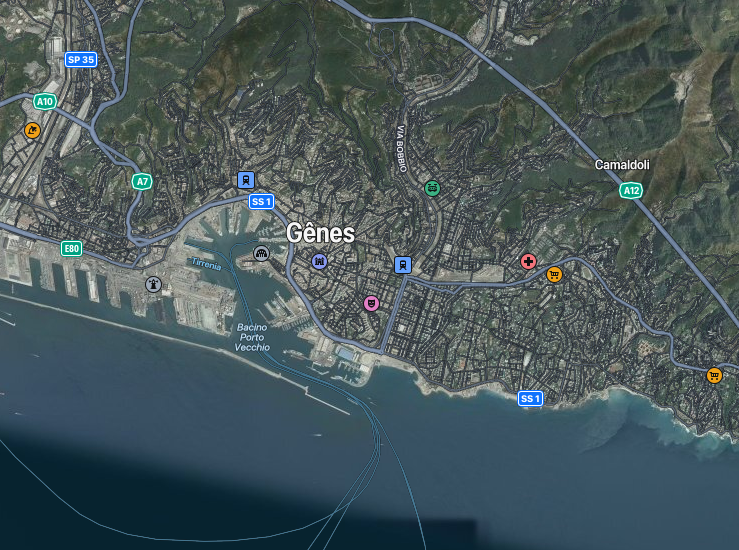 SP 35
A10
VIA BOBBIO
Camaldoli
A7
A12
SS 1
Gênes
E80
Tirrenia
Bacino
Porto
Vecchio
SS 1